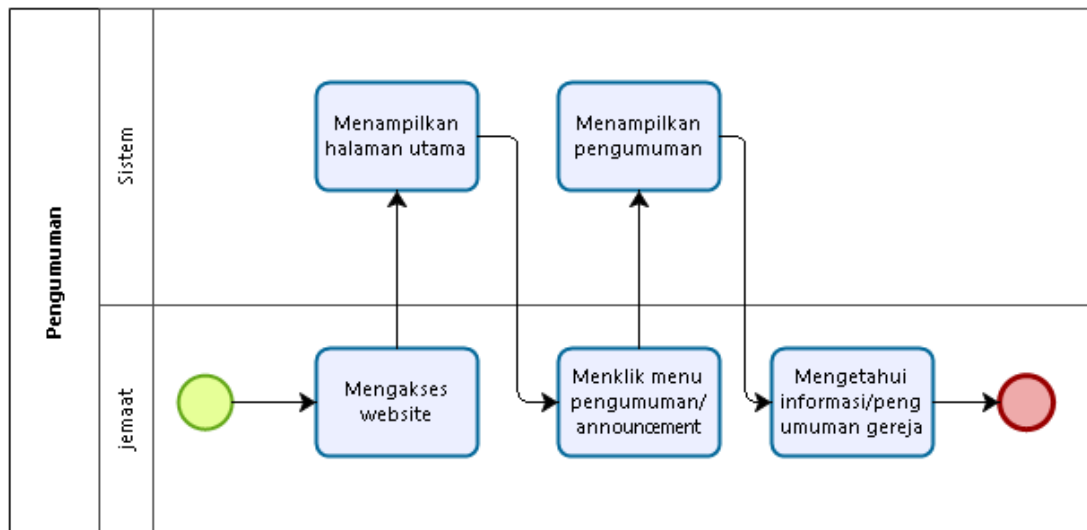 Pengumuman
Sistem
Menampilkan
halaman utama
Menampilkan
pengumuman
jemaat
Mengakses
website
Menklik menu
pengumuman/
announcement
Mengetahui
informasi/peng
umuman gereja